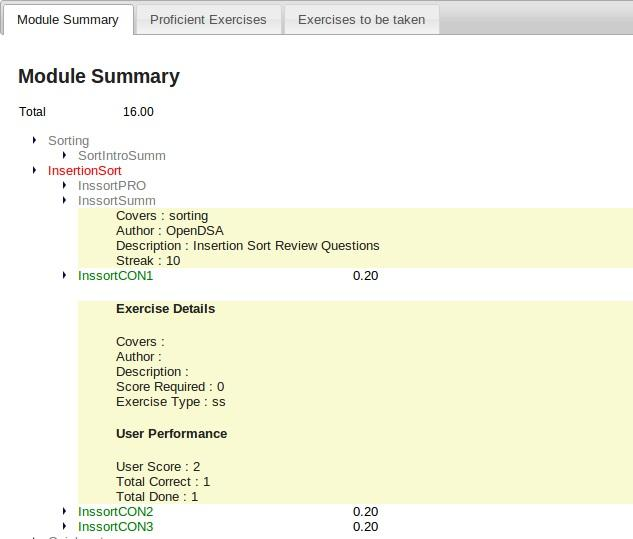 Module Summary Proficient Exercises Exercises to be taken
Module Summary
Total 16.00
Sorting
SortIntroSumm
InsertionSort
InssortPRO
InssortSumm
Covers : sorting
Author : OpenDSA
Description : Insertion Sort Review Questions
Streak : 10
InssortCON1 0.20
Exercise Details
Covers :
Author :
Description :
Score Required : 0
Exercise Type : ss
User Performance
User Score : 2
Total Correct : 1
Total Done : 1
InssortCON2 0.20
InssortCON3 0.20